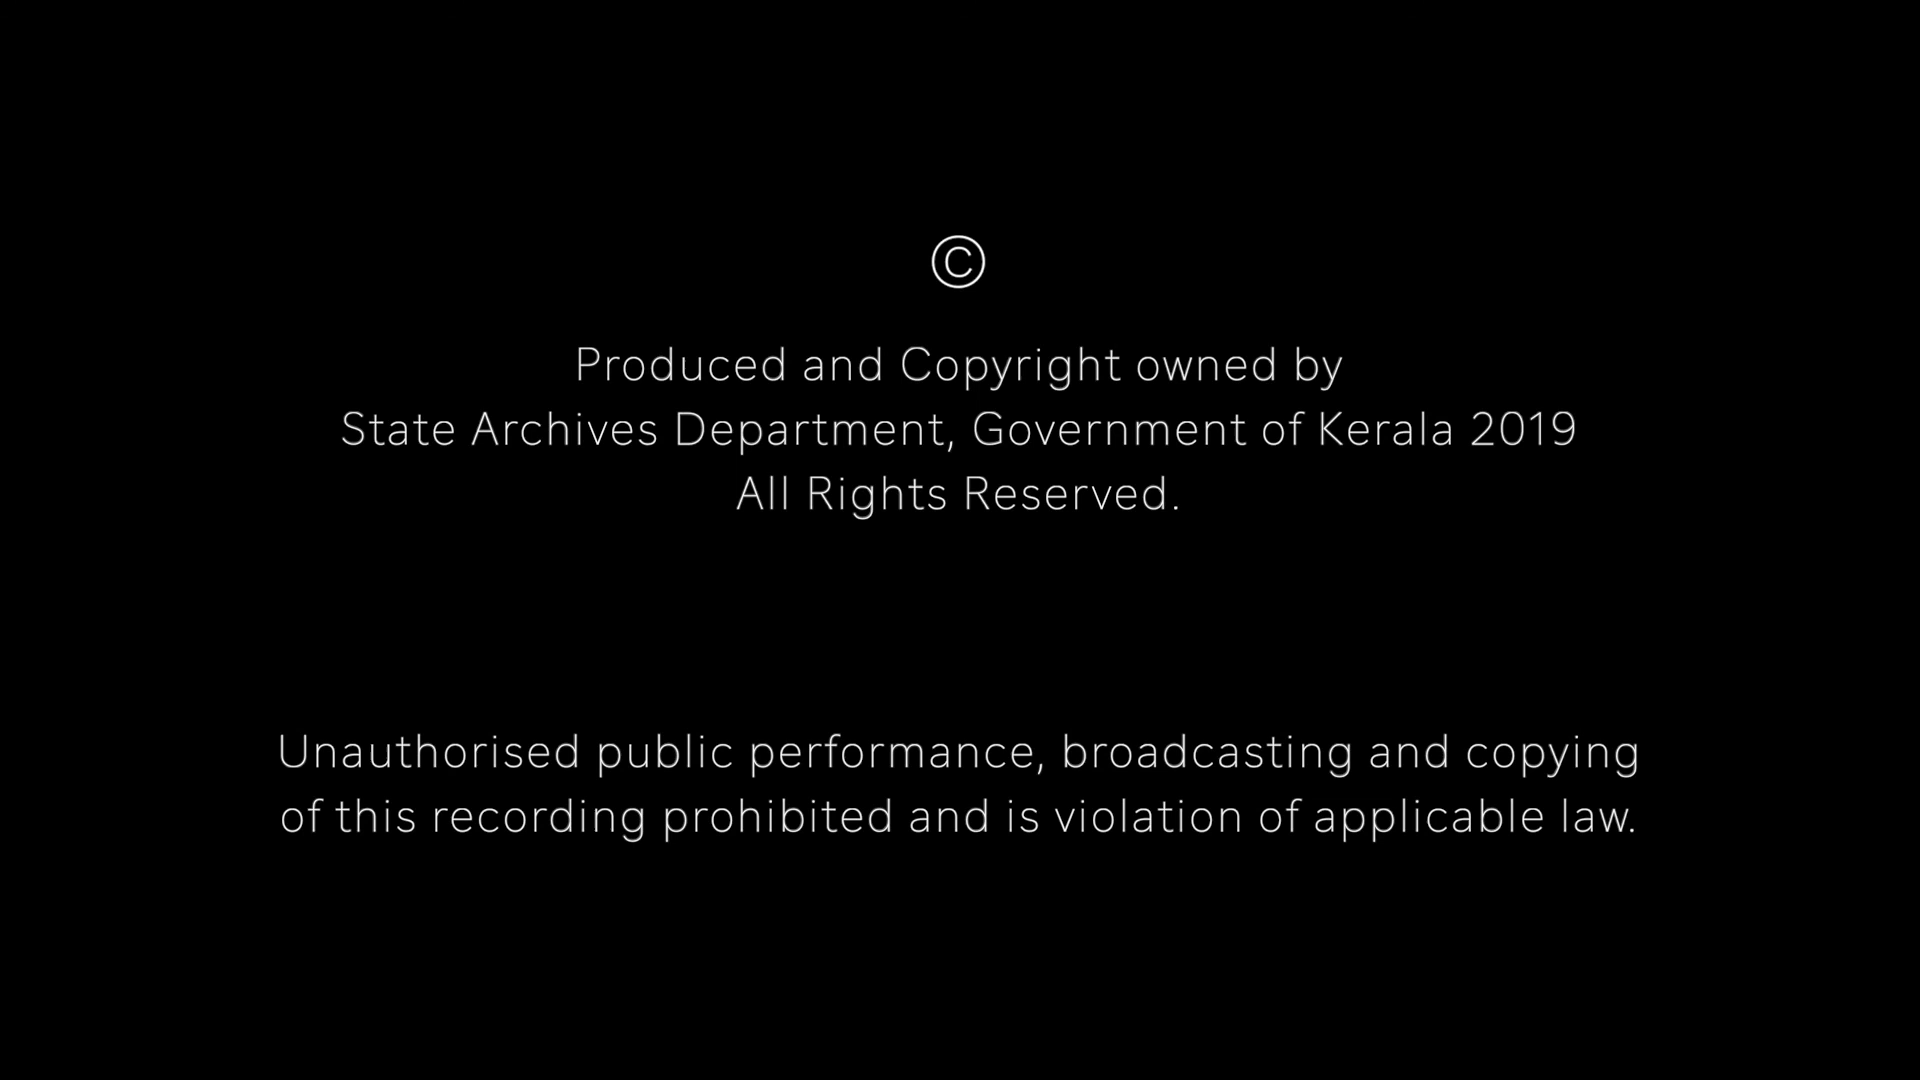 ©
Produced and Copyright owned by
State Archives Department, Government of Kerala 2019
All Rights Reserved.
Unauthorised public performance, broadcasting and copying
of this recording prohibited and is violation of applicable law.